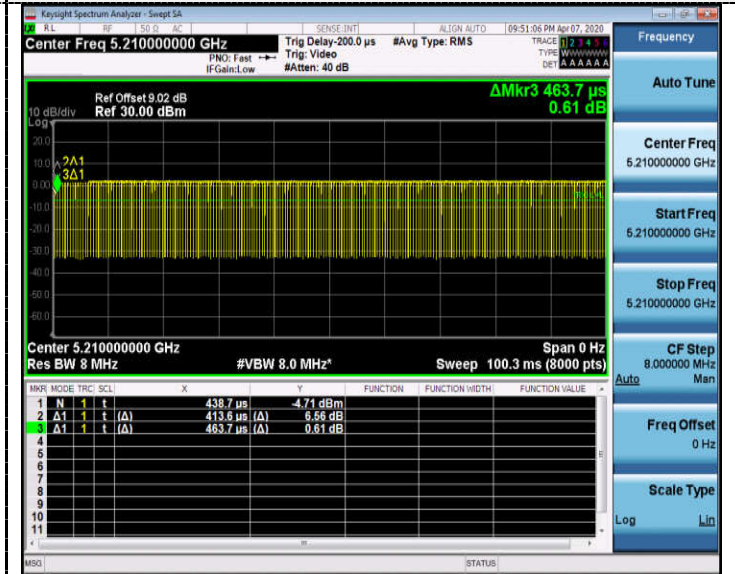 Keysight Spectrum Analyzer - Swept SA
RL RF 50 Ω AC SENSE:INT ALIGN AUTO 09:51:06 PM Apr 07, 2020
Center Freq 5.210000000 GHz
PNO: Fast
IFGain:Low
Trig Delay-200.0 µs
Trig: Video
#Atten: 40 dB
#Avg Type: RMS
TRACE 1 2 3 4 5 6
TYPE WWWWWW
DET A A A A A A
ΔMkr3 463.7 µs
0.61 dB
Ref Offset 9.02 dB
10 dB/div Ref 30.00 dBm
Log
20.0
10.0
0.00
-10.0
-20.0
-30.0
-40.0
-50.0
-60.0
2Δ1
3Δ1
Center 5.210000000 GHz Span 0 Hz
Res BW 8 MHz #VBW 8.0 MHz* Sweep 100.3 ms (8000 pts)
MKR MODE TRC SCL X Y FUNCTION FUNCTION WIDTH FUNCTION VALUE
1 N 1 t 438.7 µs -4.71 dBm
2 Δ1 1 t (Δ) 413.6 µs (Δ) 6.56 dB
3 Δ1 1 t (Δ) 463.7 µs (Δ) 0.61 dB
4
5
6
7
8
9
10
11
MSG STATUS
Frequency
Auto Tune
Center Freq
5.210000000 GHz
Start Freq
5.210000000 GHz
Stop Freq
5.210000000 GHz
CF Step
8.000000 MHz
Auto Man
Freq Offset
0 Hz
Scale Type
Log Lin